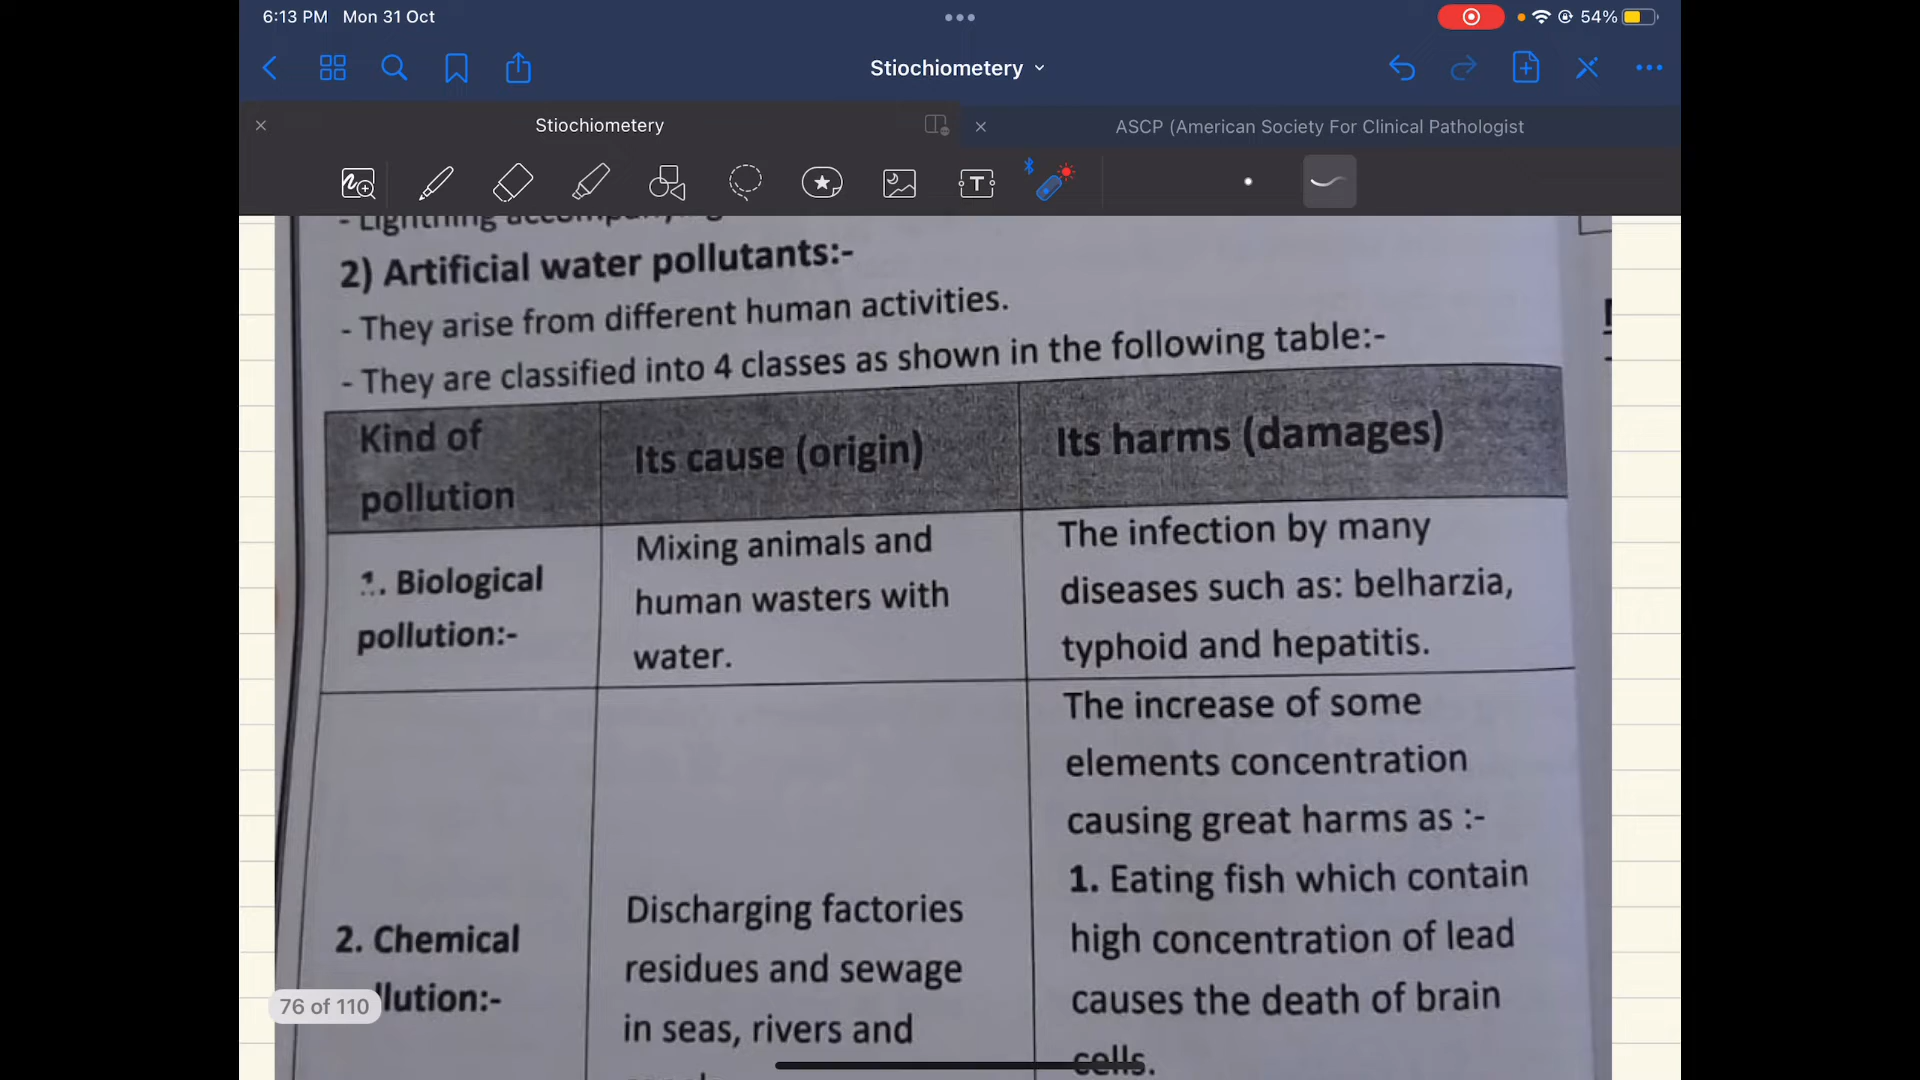 6:13 PM Mon 31 Oct
54%
Stiochiometery
Stiochiometery
ASCP (American Society For Clinical Pathologist
- Lightning accompanying
2) Artificial water pollutants:-
- They arise from different human activities.
- They are classified into 4 classes as shown in the following table:-
Kind of
pollution
Its cause (origin)
Its harms (damages)
1. Biological
pollution:-
Mixing animals and
human wasters with
water.
The infection by many
diseases such as: belharzia,
typhoid and hepatitis.
2. Chemical
llution:-
Discharging factories
residues and sewage
in seas, rivers and
The increase of some
elements concentration
causing great harms as :-
1. Eating fish which contain
high concentration of lead
causes the death of brain
cells.
76 of 110